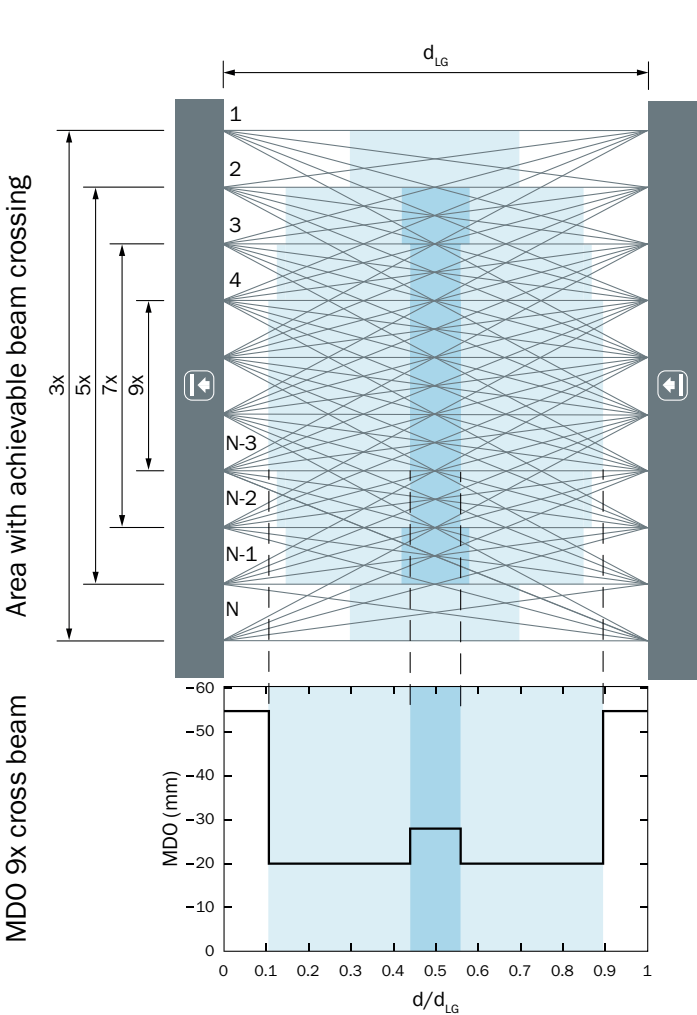 d_LG
Area with achievable beam crossing
3x
5x
7x
9x
1
2
3
4
N-3
N-2
N-1
N
MDO 9x cross beam
MDO (mm)
−60
−50
−40
−30
−20
−10
0
0 0.1 0.2 0.3 0.4 0.5 0.6 0.7 0.8 0.9 1
d/d_LG